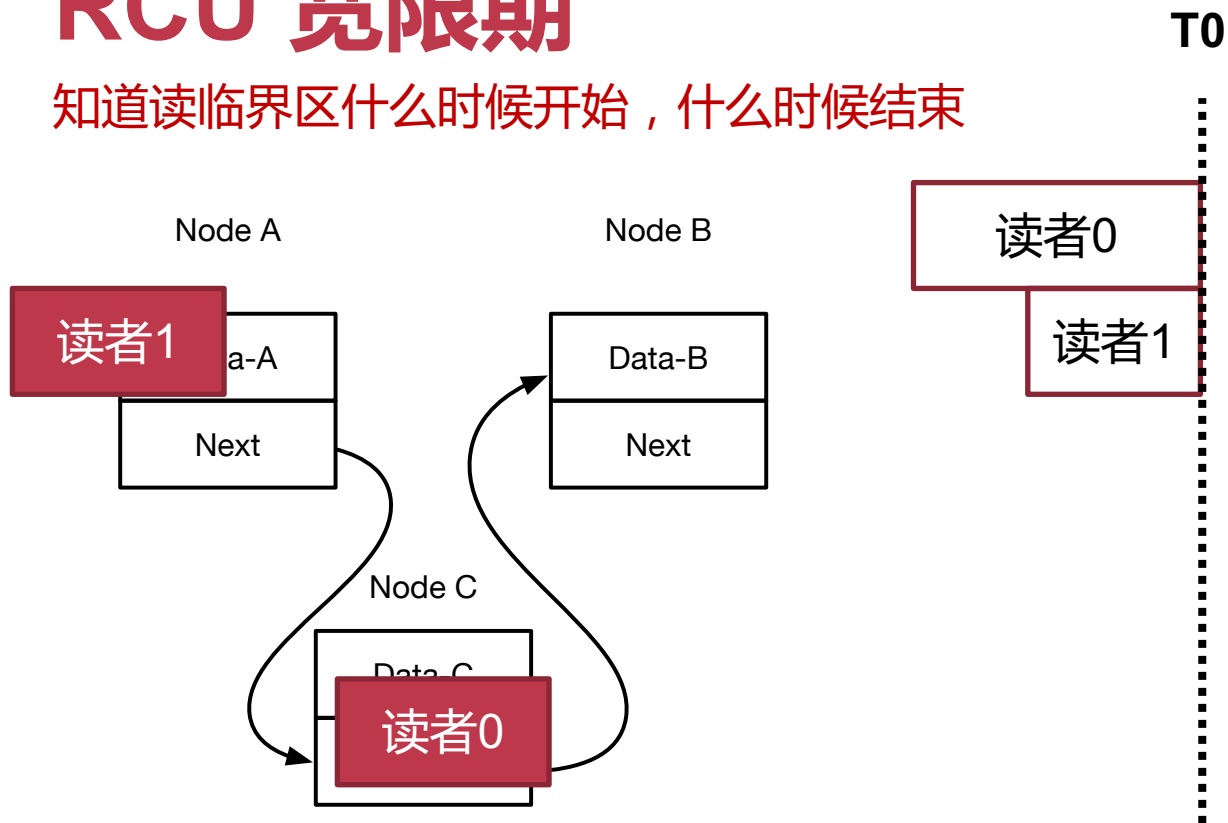 RCU 宽限期
T0
知道读临界区什么时候开始，什么时候结束
Node A
Node B
读者0
读者1
a-A
Data-B
读者1
Next
Next
Node C
Data-C
读者0